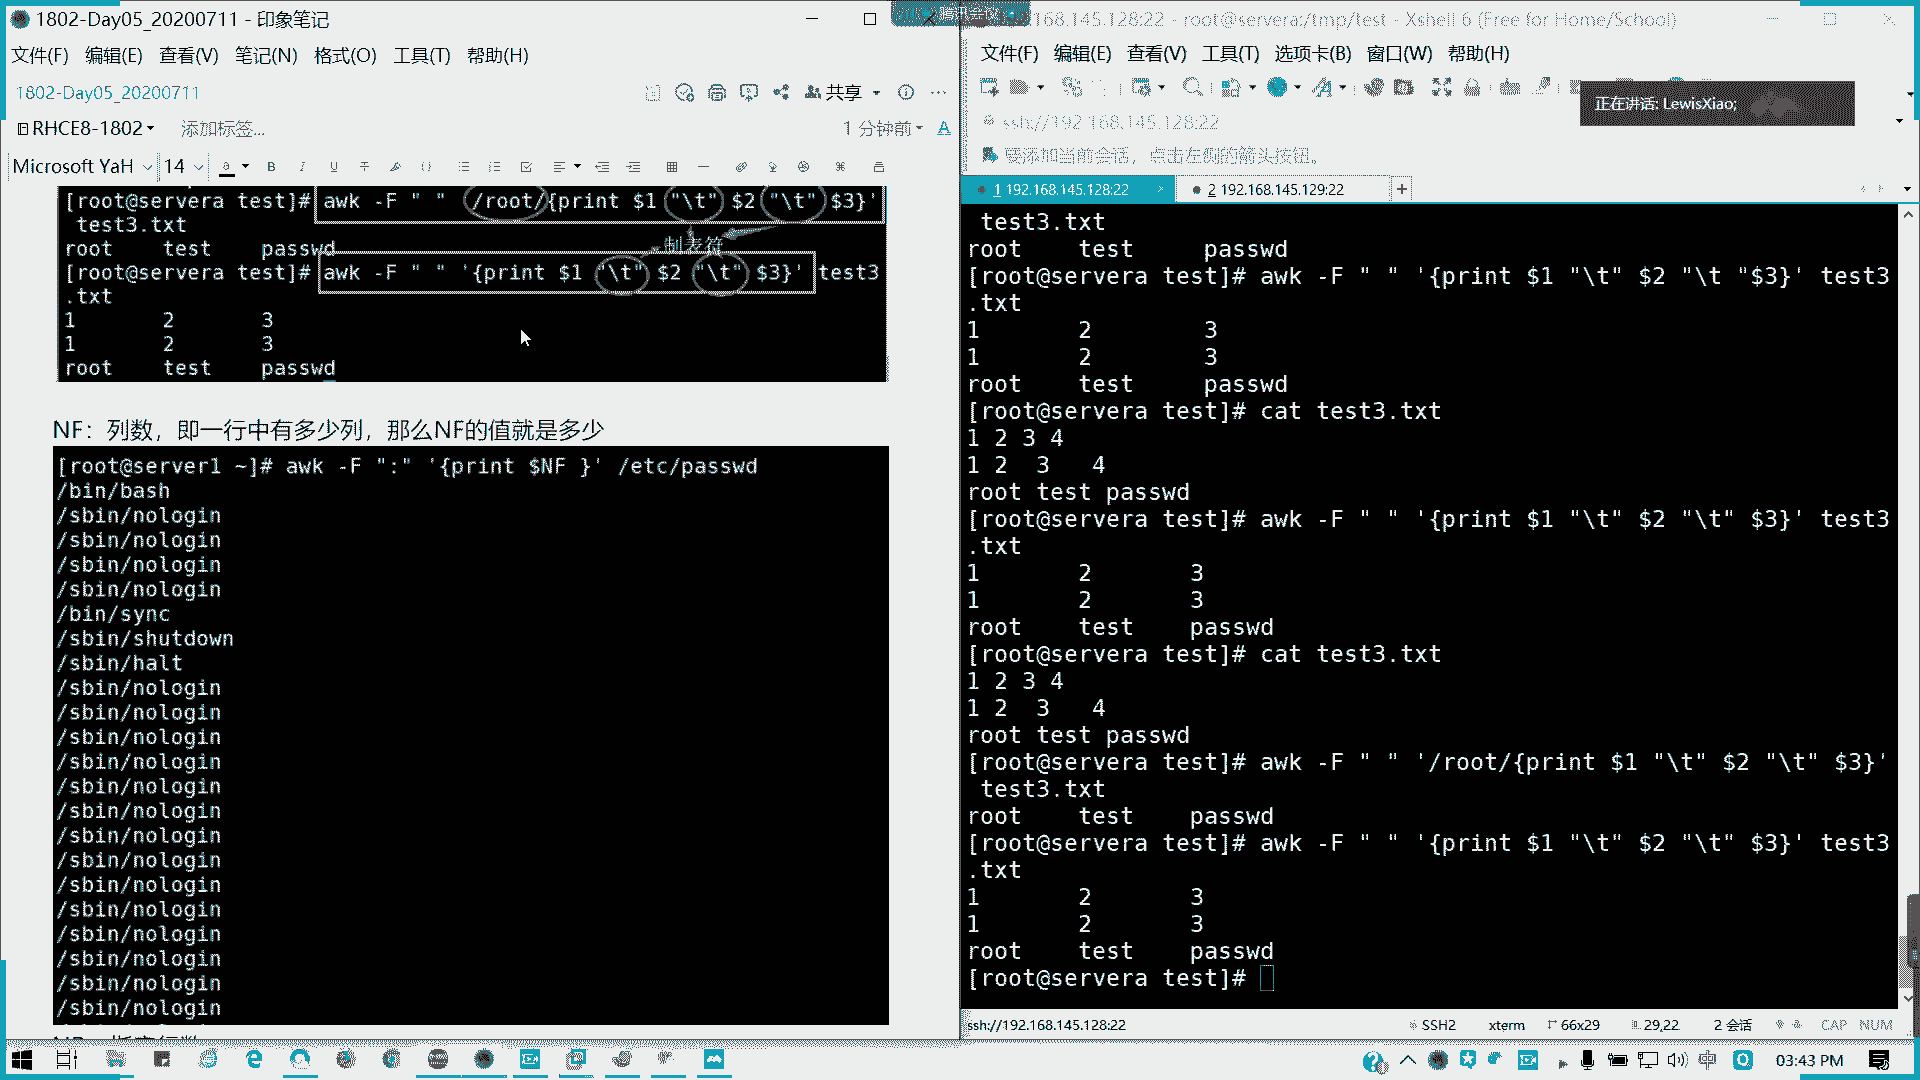 1802-Day05_20200711 - 印象笔记
文件(F) 编辑(E) 查看(V) 笔记(N) 格式(O) 工具(T) 帮助(H)
1802-Day05_20200711
共享
RHCE8-1802
添加标签...
1 分钟前
Microsoft YaH 14
[root@servera test]# awk -F " " /root/{print $1 "\t" $2 "\t" $3}'
test3.txt
root test passwd
制表符
[root@servera test]# awk -F " " '{print $1 "\t" $2 "\t" $3}' test3
.txt
1 2 3
1 2 3
root test passwd
NF：列数，即一行中有多少列，那么NF的值就是多少
[root@server1 ~]# awk -F ":" '{print $NF }' /etc/passwd
/bin/bash
/sbin/nologin
/sbin/nologin
/sbin/nologin
/sbin/nologin
/bin/sync
/sbin/shutdown
/sbin/halt
/sbin/nologin
/sbin/nologin
/sbin/nologin
/sbin/nologin
/sbin/nologin
/sbin/nologin
/sbin/nologin
/sbin/nologin
/sbin/nologin
/sbin/nologin
/sbin/nologin
/sbin/nologin
/sbin/nologin
/sbin/nologin
腾讯会议
168.145.128:22 - root@servera:/tmp/test - Xshell 6 (Free for Home/School)
文件(F) 编辑(E) 查看(V) 工具(T) 选项卡(B) 窗口(W) 帮助(H)
正在讲话: LewisXiao;
ssh://192.168.145.128:22
要添加当前会话，点击左侧的箭头按钮。
1 192.168.145.128:22 × 2 192.168.145.129:22 +
test3.txt
root test passwd
[root@servera test]# awk -F " " '{print $1 "\t" $2 "\t "$3}' test3
.txt
1 2 3
1 2 3
root test passwd
[root@servera test]# cat test3.txt
1 2 3 4
1 2 3 4
root test passwd
[root@servera test]# awk -F " " '{print $1 "\t" $2 "\t" $3}' test3
.txt
1 2 3
1 2 3
root test passwd
[root@servera test]# cat test3.txt
1 2 3 4
1 2 3 4
root test passwd
[root@servera test]# awk -F " " '/root/{print $1 "\t" $2 "\t" $3}'
test3.txt
root test passwd
[root@servera test]# awk -F " " '{print $1 "\t" $2 "\t" $3}' test3
.txt
1 2 3
1 2 3
root test passwd
[root@servera test]#
ssh://192.168.145.128:22 SSH2 xterm 66x29 29,22 2 会话 CAP NUM
中 03:43 PM